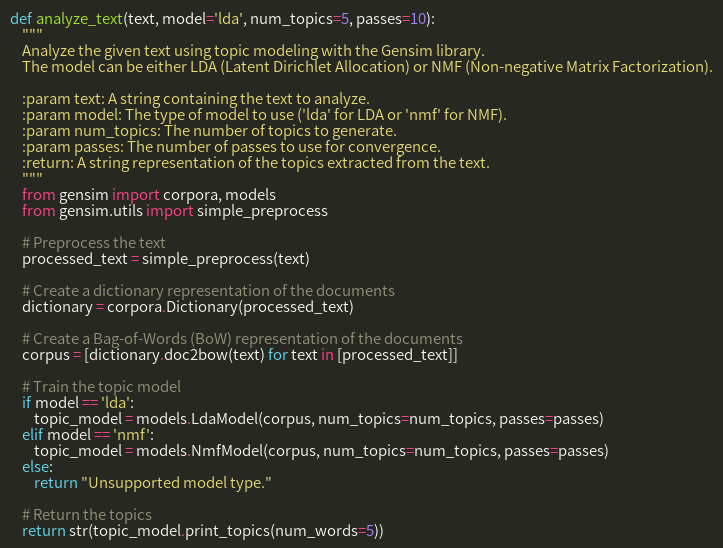 def analyze_text(text, model='lda', num_topics=5, passes=10):
"""
Analyze the given text using topic modeling with the Gensim library.
The model can be either LDA (Latent Dirichlet Allocation) or NMF (Non-negative Matrix Factorization).
:param text: A string containing the text to analyze.
:param model: The type of model to use ('lda' for LDA or 'nmf' for NMF).
:param num_topics: The number of topics to generate.
:param passes: The number of passes to use for convergence.
:return: A string representation of the topics extracted from the text.
"""
from gensim import corpora, models
from gensim.utils import simple_preprocess
# Preprocess the text
processed_text = simple_preprocess(text)
# Create a dictionary representation of the documents
dictionary = corpora.Dictionary(processed_text)
# Create a Bag-of-Words (BoW) representation of the documents
corpus = [dictionary.doc2bow(text) for text in [processed_text]]
# Train the topic model
if model == 'lda':
topic_model = models.LdaModel(corpus, num_topics=num_topics, passes=passes)
elif model == 'nmf':
topic_model = models.NmfModel(corpus, num_topics=num_topics, passes=passes)
else:
return "Unsupported model type."
# Return the topics
return str(topic_model.print_topics(num_words=5))